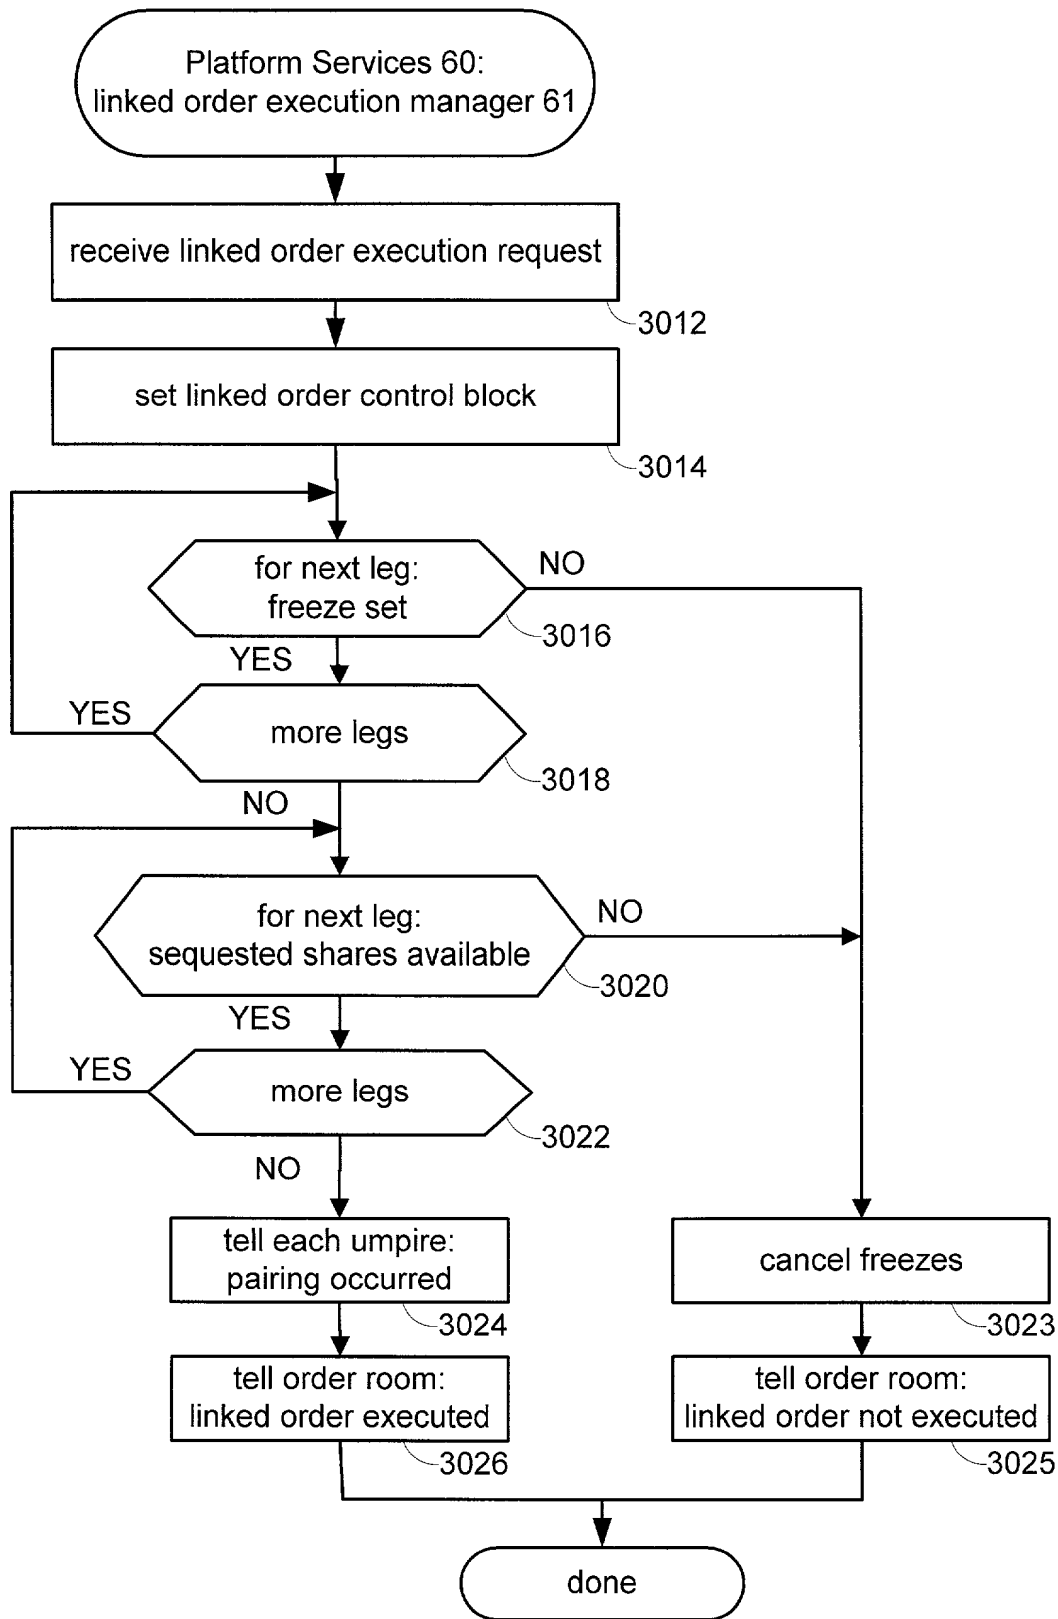 Platform Services 60:
linked order execution manager 61
receive linked order execution request
3012
set linked order control block
3014
for next leg:
freeze set
NO
3016
YES
more legs
YES
3018
NO
for next leg:
sequested shares available
NO
3020
YES
more legs
YES
3022
NO
tell each umpire:
pairing occurred
3024
cancel freezes
3023
tell order room:
linked order executed
3026
tell order room:
linked order not executed
3025
done